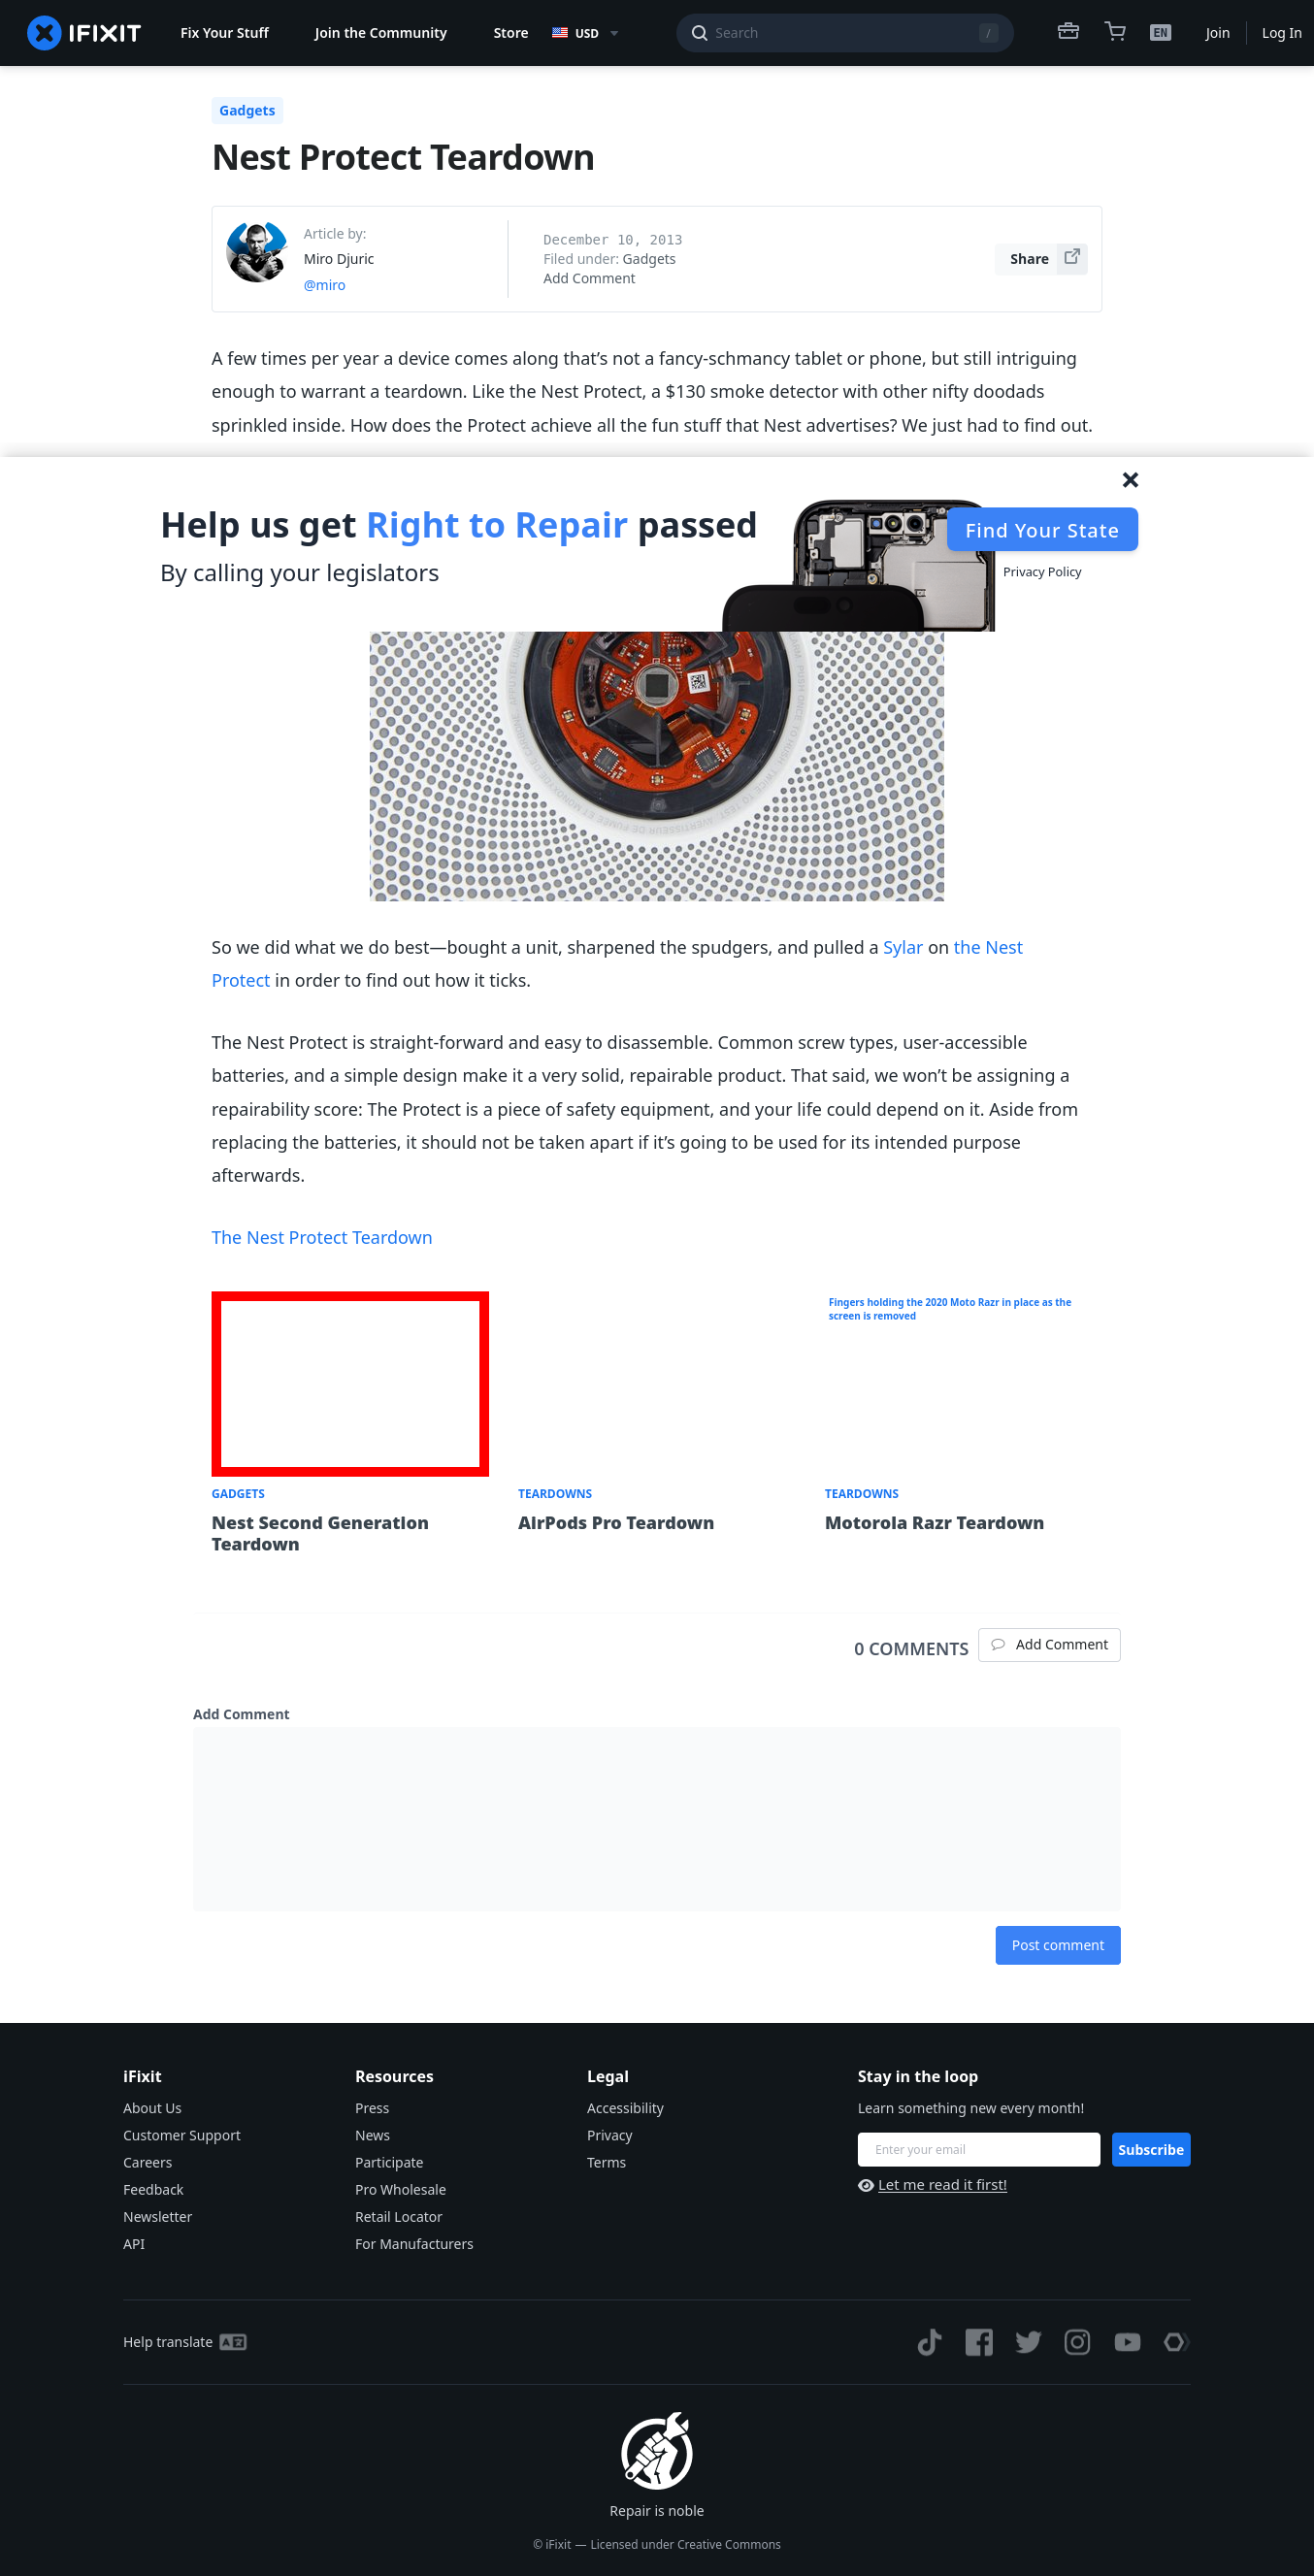 IFIXIT
Fix Your Stuff
Join the Community
Store
USD
Search
/
EN
Join
Log In
Gadgets
Nest Protect Teardown
Article by:
Miro Djuric
@miro
December 10, 2013
Filed under: Gadgets
Add Comment
Share
A few times per year a device comes along that’s not a fancy-schmancy tablet or phone, but still intriguing
enough to warrant a teardown. Like the Nest Protect, a $130 smoke detector with other nifty doodads
sprinkled inside. How does the Protect achieve all the fun stuff that Nest advertises? We just had to find out.
Help us get Right to Repair passed
By calling your legislators
Find Your State
Privacy Policy
So we did what we do best—bought a unit, sharpened the spudgers, and pulled a Sylar on the Nest
Protect in order to find out how it ticks.
The Nest Protect is straight-forward and easy to disassemble. Common screw types, user-accessible
batteries, and a simple design make it a very solid, repairable product. That said, we won’t be assigning a
repairability score: The Protect is a piece of safety equipment, and your life could depend on it. Aside from
replacing the batteries, it should not be taken apart if it’s going to be used for its intended purpose
afterwards.
The Nest Protect Teardown
GADGETS
Nest Second Generation
Teardown
TEARDOWNS
AirPods Pro Teardown
Fingers holding the 2020 Moto Razr in place as the
screen is removed
TEARDOWNS
Motorola Razr Teardown
0 COMMENTS
Add Comment
Add Comment
Post comment
iFixit
About Us
Customer Support
Careers
Feedback
Newsletter
API
Resources
Press
News
Participate
Pro Wholesale
Retail Locator
For Manufacturers
Legal
Accessibility
Privacy
Terms
Stay in the loop
Learn something new every month!
Enter your email
Subscribe
Let me read it first!
Help translate
Repair is noble
© iFixit — Licensed under Creative Commons